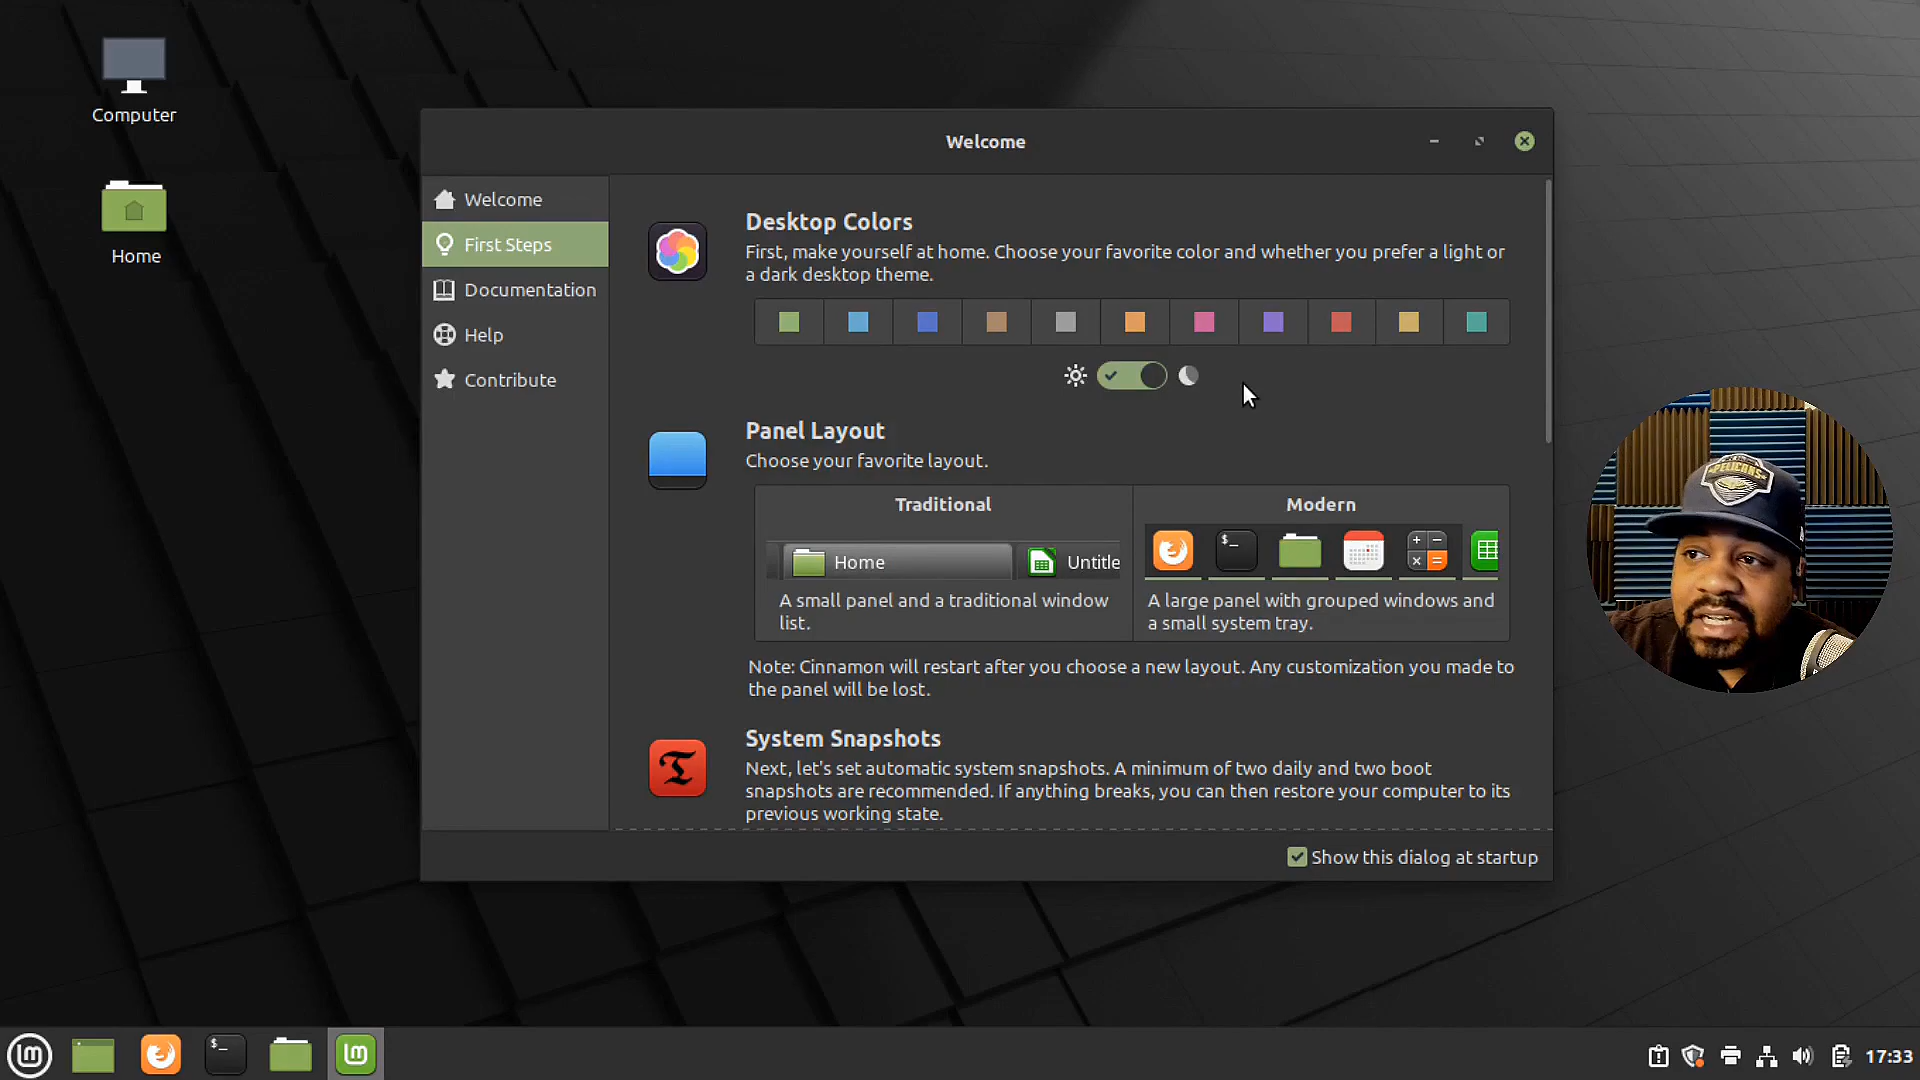 Computer
Home
Welcome
Welcome
First Steps
Documentation
Help
Contribute
Desktop Colors
First, make yourself at home. Choose your favorite color and whether you prefer a light or
a dark desktop theme.
Panel Layout
Choose your favorite layout.
Traditional
Home
Untitle
A small panel and a traditional window
list.
Modern
$_
A large panel with grouped windows and
a small system tray.
Note: Cinnamon will restart after you choose a new layout. Any customization you made to
the panel will be lost.
System Snapshots
Next, let's set automatic system snapshots. A minimum of two daily and two boot
snapshots are recommended. If anything breaks, you can then restore your computer to its
previous working state.
Show this dialog at startup
PELICANS
$_
17:33